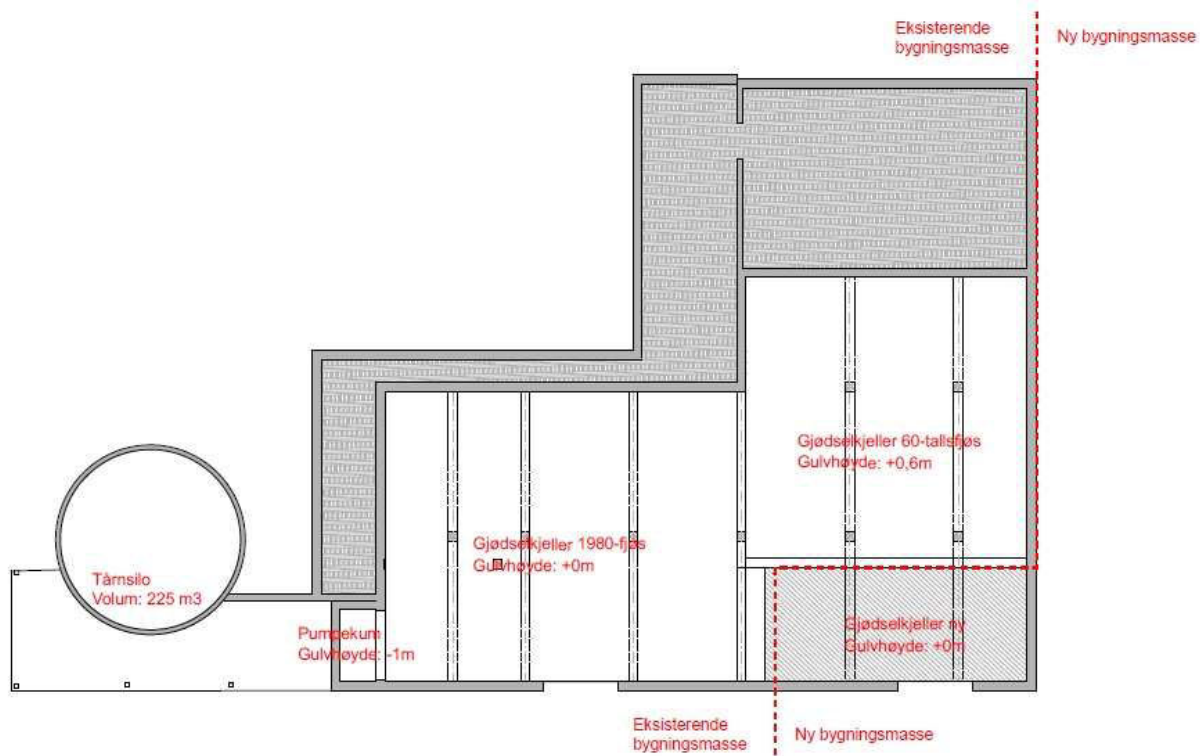 Eksisterende
bygningsmasse
Ny bygningsmasse
Gjødselkjeller 60-tallsfjøs
Gulvhøyde: +0,6m
Gjødselkjeller 1980-fjøs
Gulvhøyde: +0m
Tårnsilo
Volum: 225 m3
Pumpekum
Gulvhøyde: -1m
Gjødselkjeller ny
Gulvhøyde: +0m
Eksisterende
bygningsmasse
Ny bygningsmasse